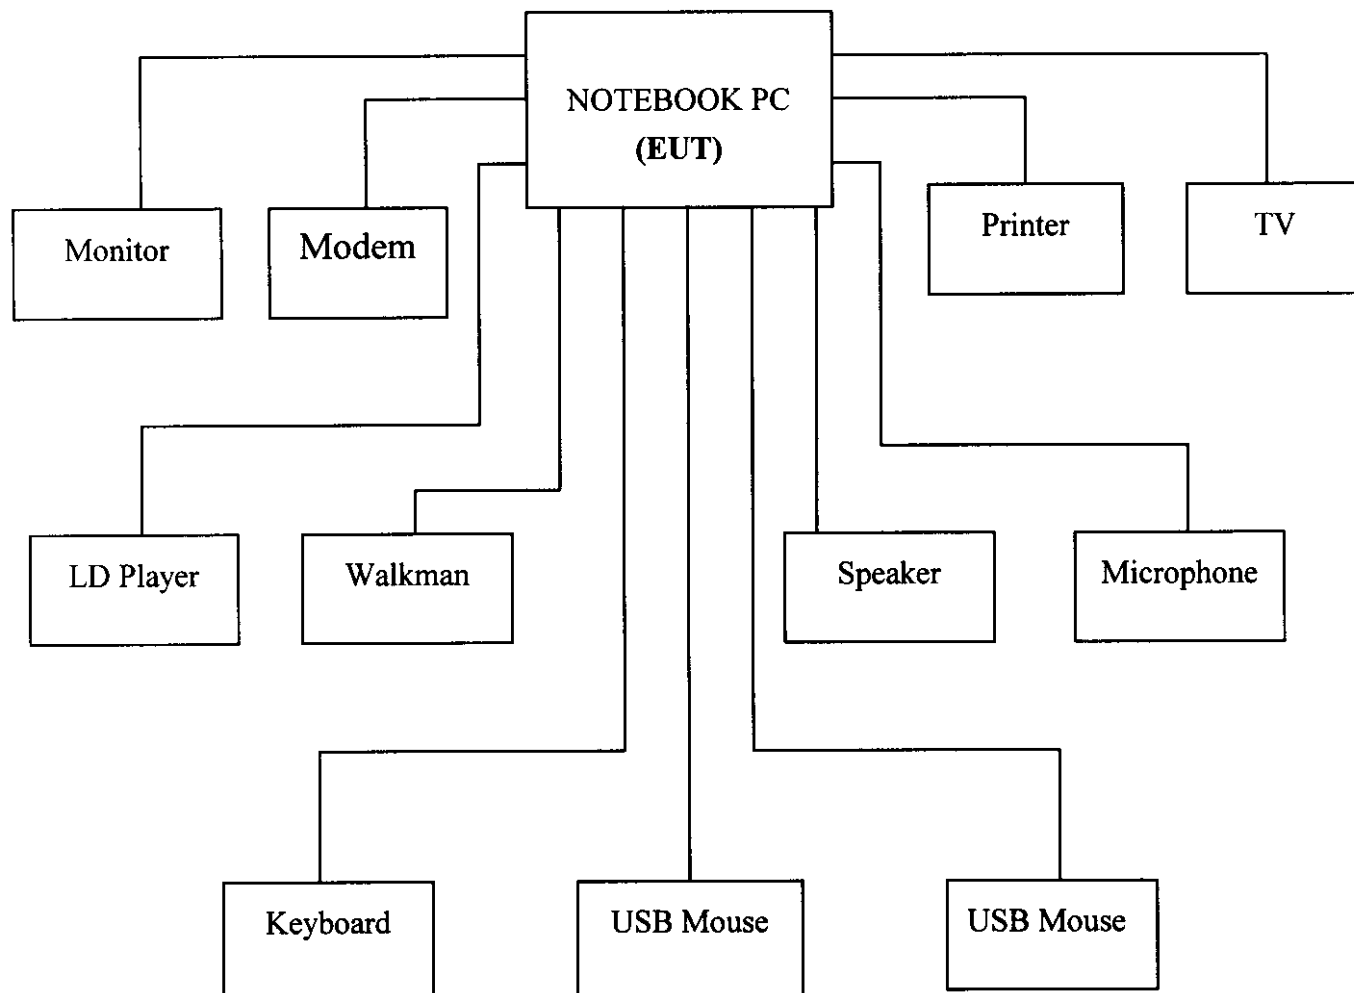 NOTEBOOK PC
(EUT)
Monitor
Modem
Printer
TV
LD Player
Walkman
Speaker
Microphone
Keyboard
USB Mouse
USB Mouse